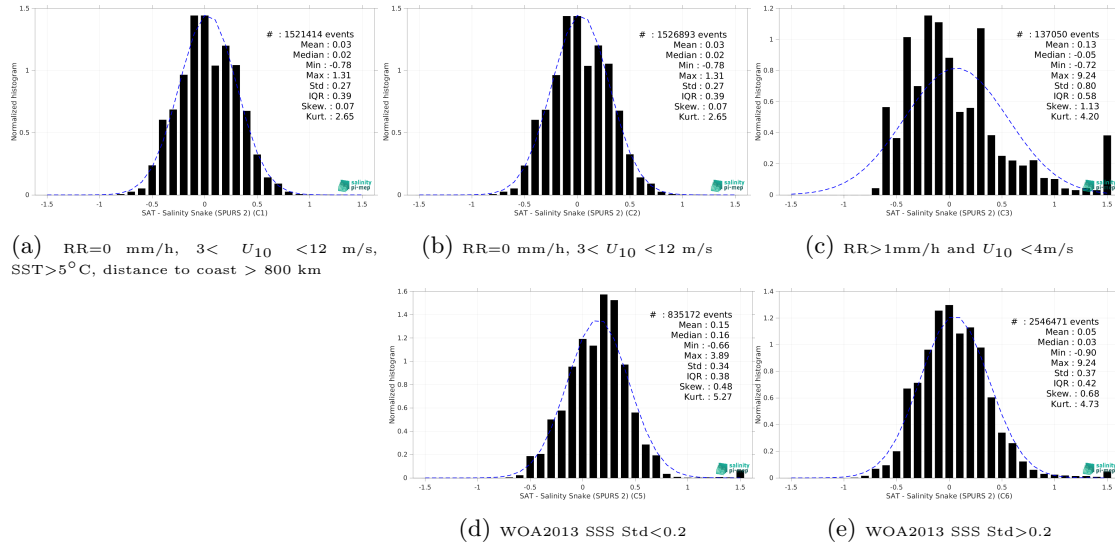 1.5
1
0.5
0
Normalized histogram
# : 1521414 events
Mean : 0.03
Median : 0.02
Min : -0.78
Max : 1.31
Std : 0.27
IQR : 0.39
Skew. : 0.07
Kurt. : 2.65
salinity
pi-mep
-1.5 -1 -0.5 0 0.5 1 1.5
SAT - Salinity Snake (SPURS 2) (C1)
(a) RR=0 mm/h, 3< U10 <12 m/s,
SST>5°C, distance to coast > 800 km
1.5
1
0.5
0
Normalized histogram
# : 1526893 events
Mean : 0.03
Median : 0.02
Min : -0.78
Max : 1.31
Std : 0.27
IQR : 0.39
Skew. : 0.07
Kurt. : 2.65
salinity
pi-mep
-1.5 -1 -0.5 0 0.5 1 1.5
SAT - Salinity Snake (SPURS 2) (C2)
(b) RR=0 mm/h, 3< U10 <12 m/s
1.2
1
0.8
0.6
0.4
0.2
0
Normalized histogram
# : 137050 events
Mean : 0.13
Median : -0.05
Min : -0.72
Max : 9.24
Std : 0.80
IQR : 0.58
Skew. : 1.13
Kurt. : 4.20
salinity
pi-mep
-1.5 -1 -0.5 0 0.5 1 1.5
SAT - Salinity Snake (SPURS 2) (C3)
(c) RR>1mm/h and U10 <4m/s
1.6
1.4
1.2
1
0.8
0.6
0.4
0.2
0
Normalized histogram
# : 835172 events
Mean : 0.15
Median : 0.16
Min : -0.66
Max : 3.89
Std : 0.34
IQR : 0.38
Skew. : 0.48
Kurt. : 5.27
salinity
pi-mep
-1.5 -1 -0.5 0 0.5 1 1.5
SAT - Salinity Snake (SPURS 2) (C5)
(d) WOA2013 SSS Std<0.2
1.4
1.2
1
0.8
0.6
0.4
0.2
0
Normalized histogram
# : 2546471 events
Mean : 0.05
Median : 0.03
Min : -0.90
Max : 9.24
Std : 0.37
IQR : 0.42
Skew. : 0.68
Kurt. : 4.73
salinity
pi-mep
-1.5 -1 -0.5 0 0.5 1 1.5
SAT - Salinity Snake (SPURS 2) (C6)
(e) WOA2013 SSS Std>0.2